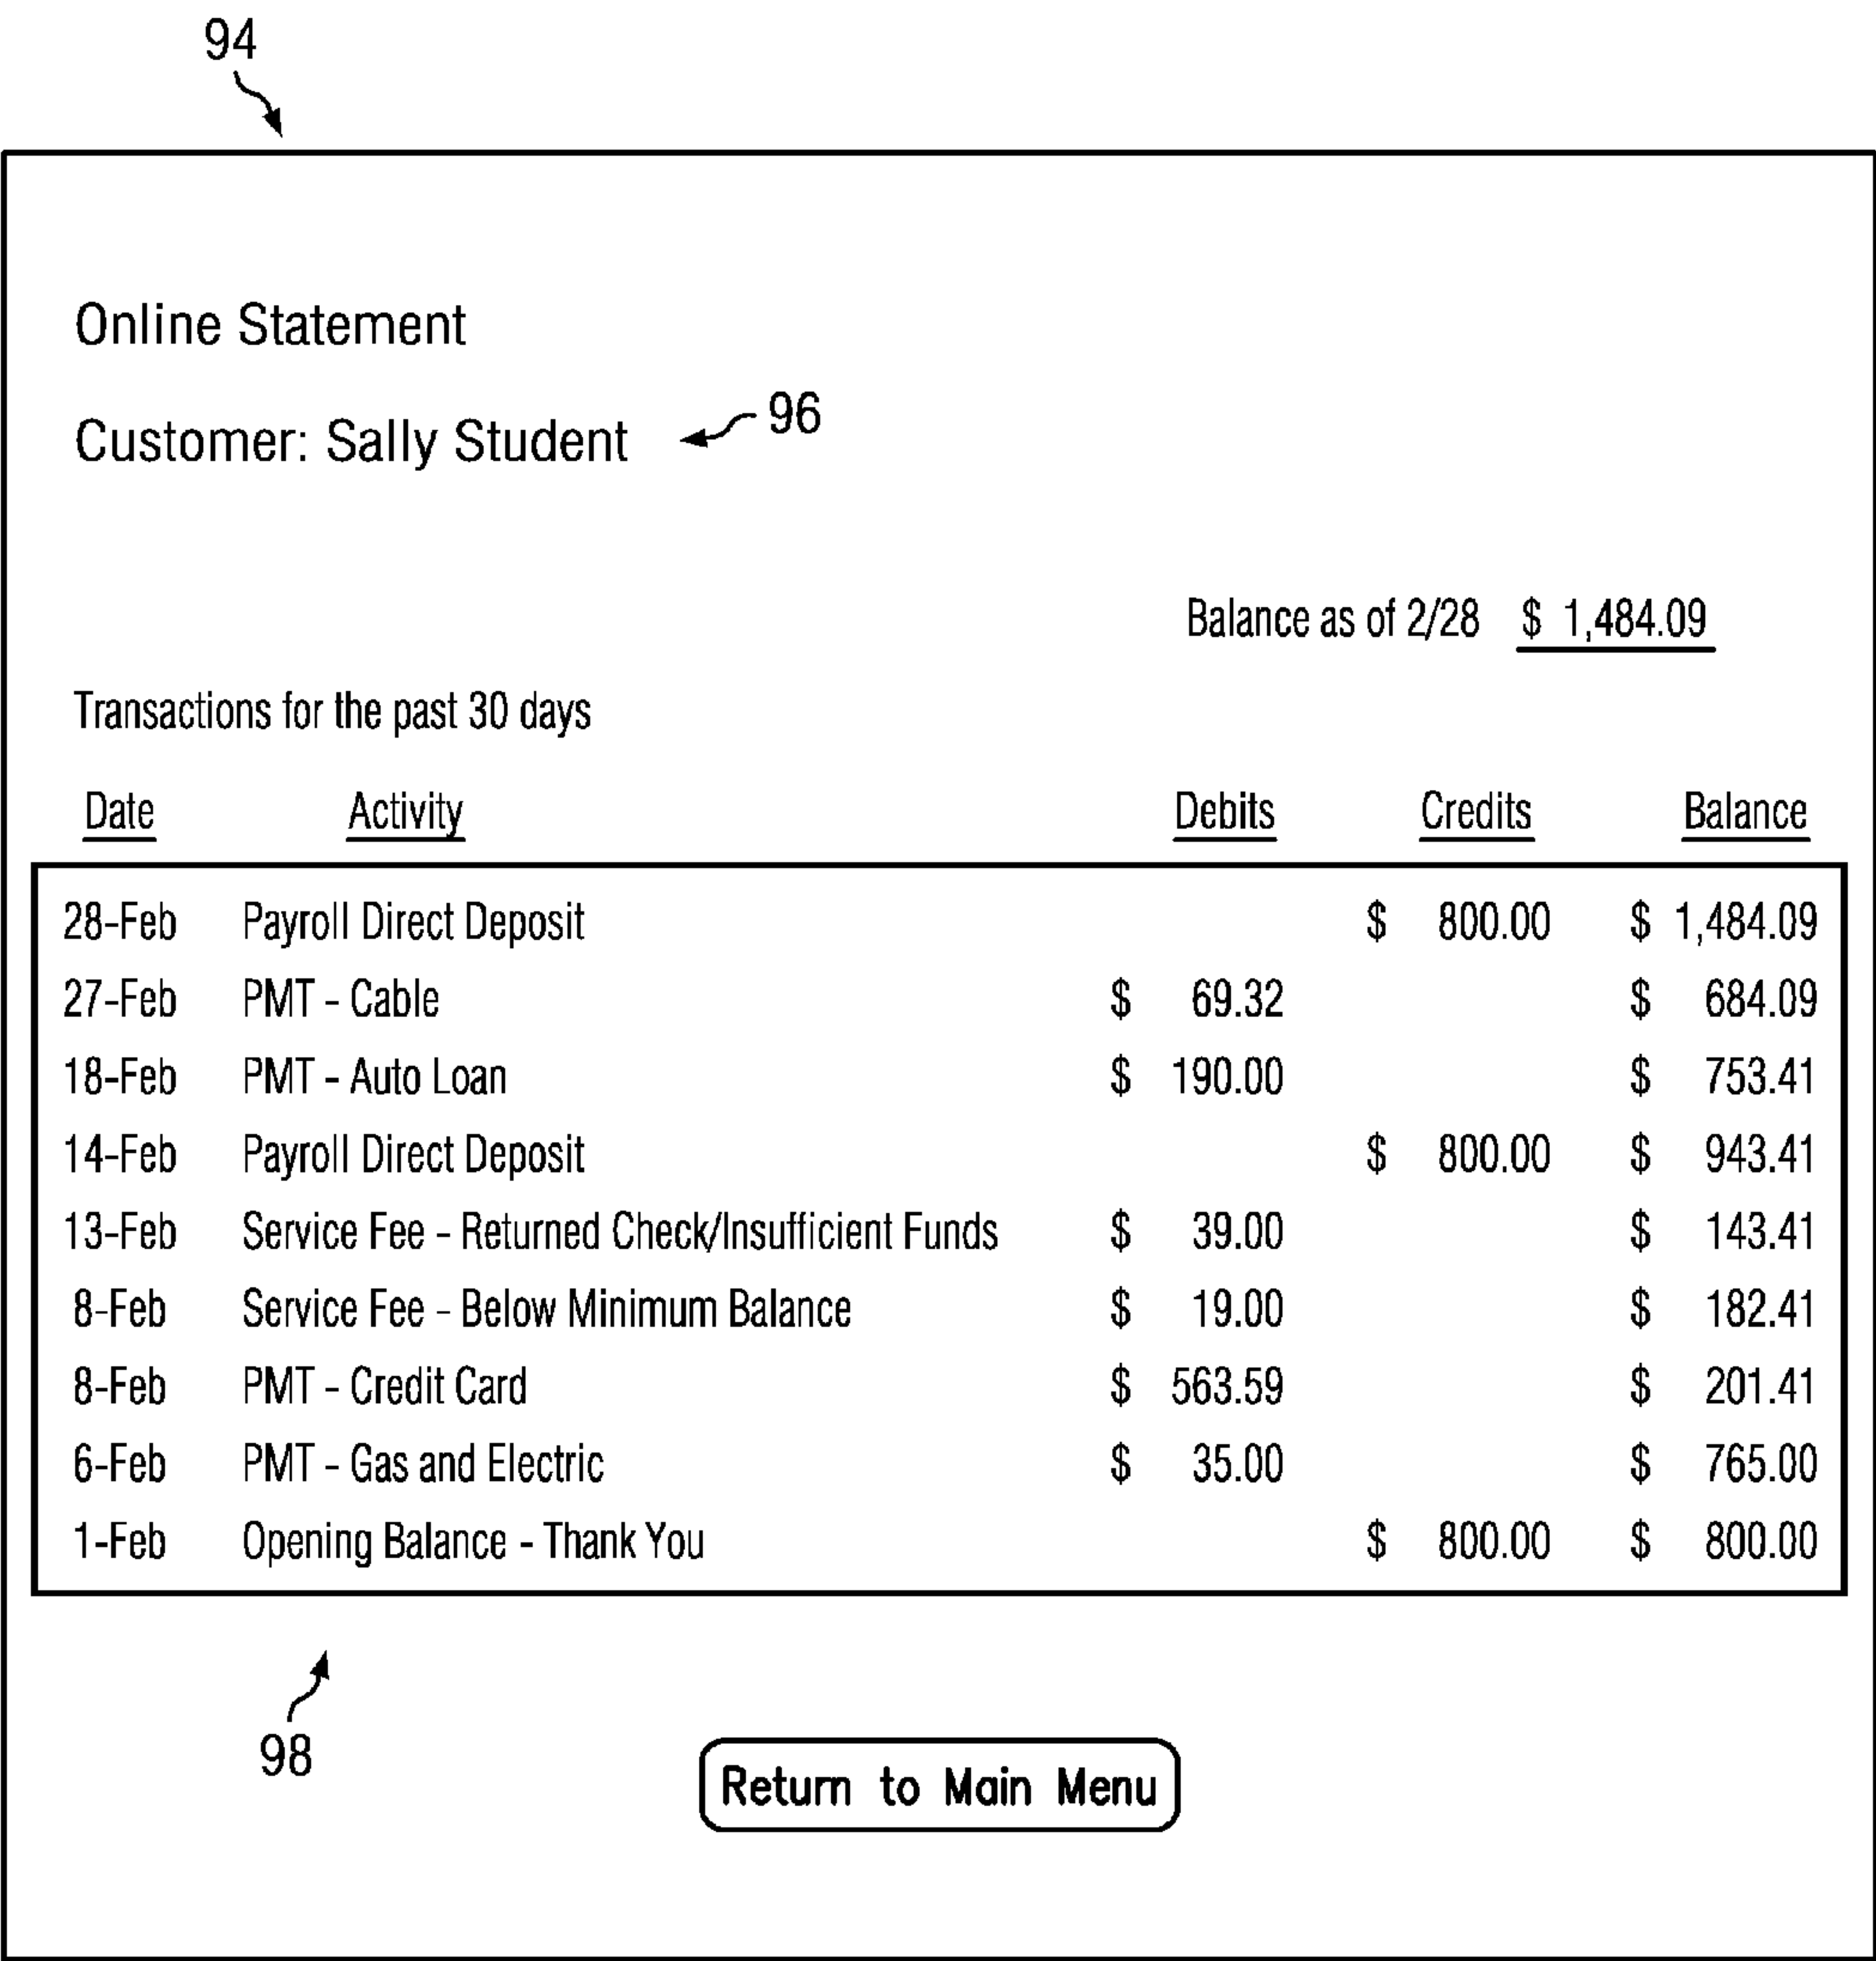 94
Online Statement
Customer: Sally Student 96
Balance as of 2/28 $ 1,484.09
Transactions for the past 30 days
Date Activity Debits Credits Balance
28-Feb Payroll Direct Deposit $ 800.00 $ 1,484.09
27-Feb PMT - Cable $ 69.32 $ 684.09
18-Feb PMT - Auto Loan $ 190.00 $ 753.41
14-Feb Payroll Direct Deposit $ 800.00 $ 943.41
13-Feb Service Fee - Returned Check/Insufficient Funds $ 39.00 $ 143.41
8-Feb Service Fee - Below Minimum Balance $ 19.00 $ 182.41
8-Feb PMT - Credit Card $ 563.59 $ 201.41
6-Feb PMT - Gas and Electric $ 35.00 $ 765.00
1-Feb Opening Balance - Thank You $ 800.00 $ 800.00
98
Return to Main Menu